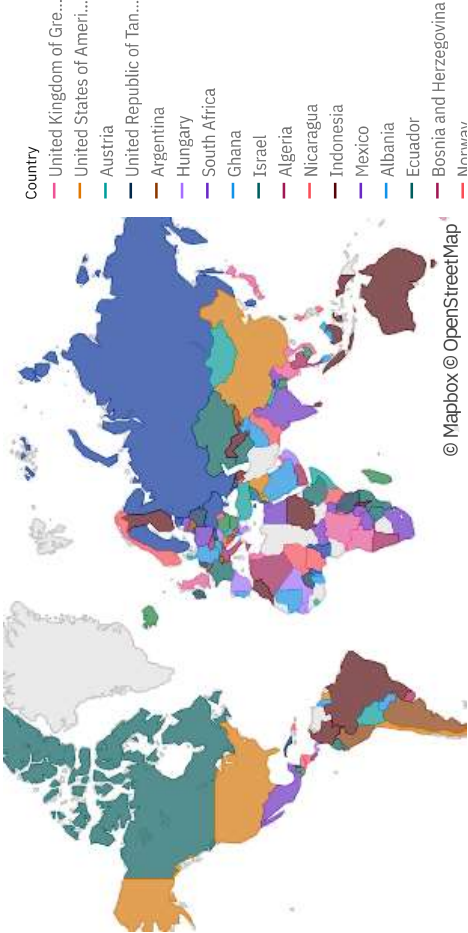 Country
United Kingdom of Gre...
United States of Ameri...
Austria
United Republic of Tan...
Argentina
Hungary
South Africa
Ghana
Israel
Algeria
Nicaragua
Indonesia
Mexico
Albania
Ecuador
Bosnia and Herzegovina
Norway
© Mapbox © OpenStreetMap